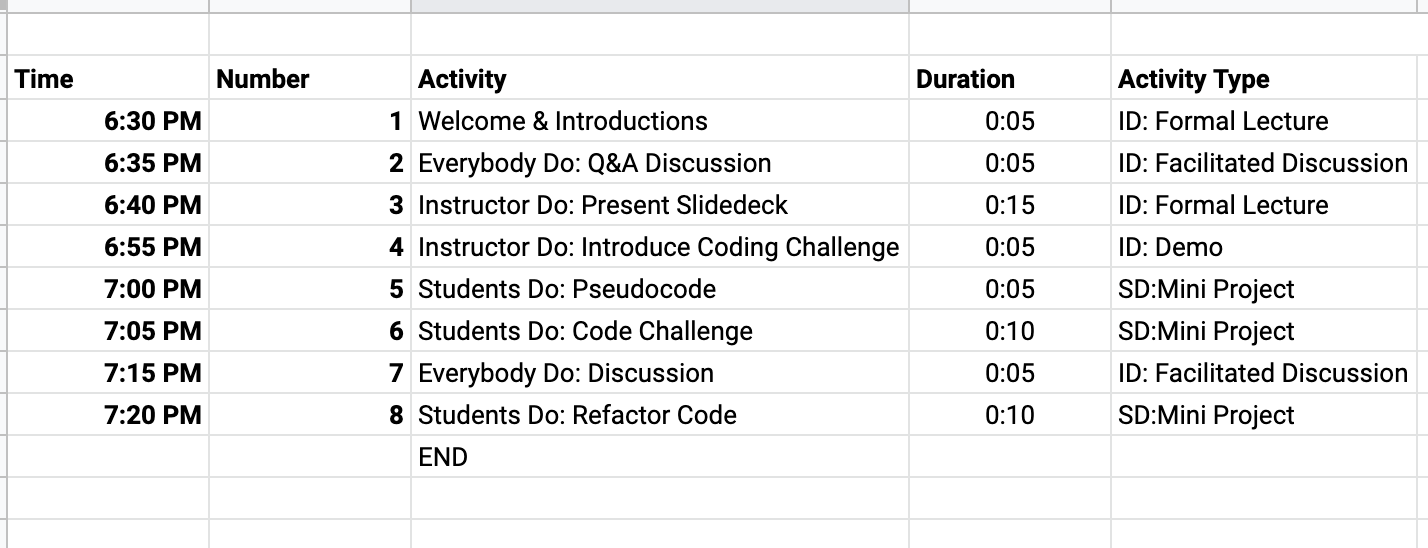 Time Number Activity Duration Activity Type
6:30 PM 1 Welcome & Introductions 0:05 ID: Formal Lecture
6:35 PM 2 Everybody Do: Q&A Discussion 0:05 ID: Facilitated Discussion
6:40 PM 3 Instructor Do: Present Slidedeck 0:15 ID: Formal Lecture
6:55 PM 4 Instructor Do: Introduce Coding Challenge 0:05 ID: Demo
7:00 PM 5 Students Do: Pseudocode 0:05 SD:Mini Project
7:05 PM 6 Students Do: Code Challenge 0:10 SD:Mini Project
7:15 PM 7 Everybody Do: Discussion 0:05 ID: Facilitated Discussion
7:20 PM 8 Students Do: Refactor Code 0:10 SD:Mini Project
END